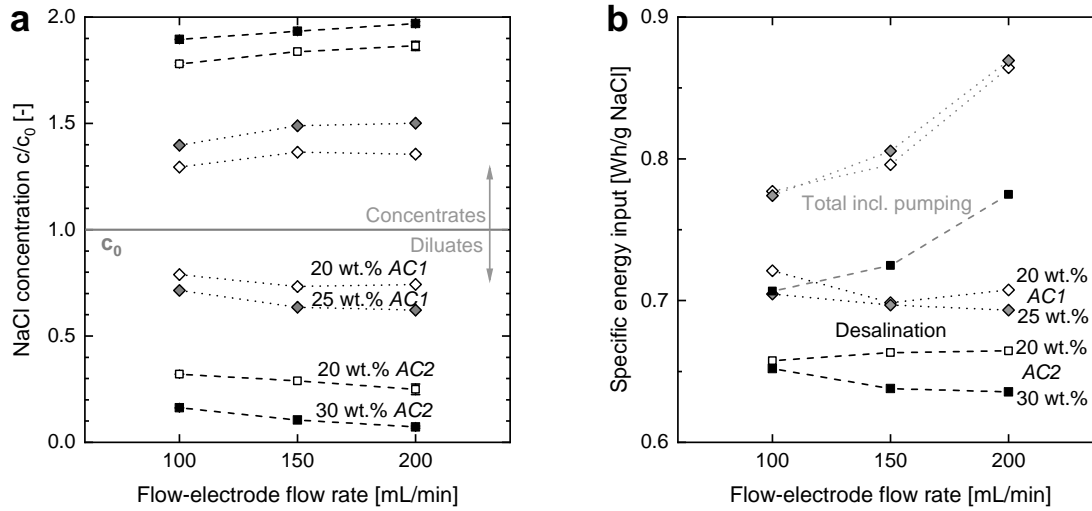 a
2.0
1.5
1.0
0.5
0.0
NaCl concentration c/c₀ [-]
Concentrates
c₀
Diluates
20 wt.% AC1
25 wt.% AC1
20 wt.% AC2
30 wt.% AC2
100
150
200
Flow-electrode flow rate [mL/min]
b
0.9
0.8
0.7
0.6
Specific energy input [Wh/g NaCl]
Total incl. pumping
20 wt.%
AC1
25 wt.%
Desalination
20 wt.%
AC2
30 wt.%
100
150
200
Flow-electrode flow rate [mL/min]